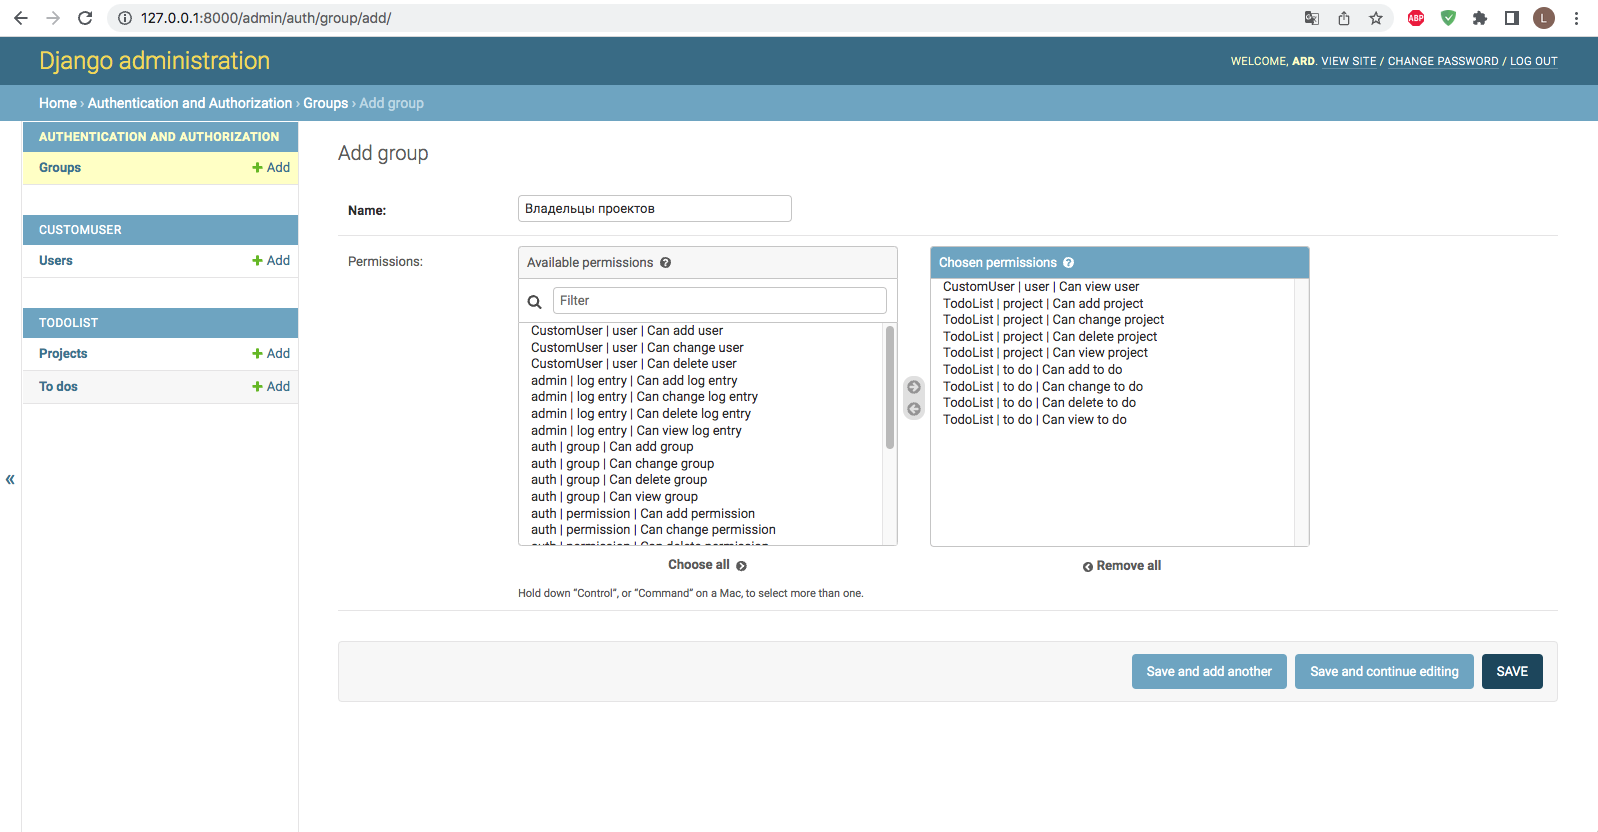 127.0.0.1:8000/admin/auth/group/add/
ABP
L
Django administration
WELCOME, ARD. VIEW SITE / CHANGE PASSWORD / LOG OUT
Home › Authentication and Authorization › Groups › Add group
AUTHENTICATION AND AUTHORIZATION
Groups
+ Add
CUSTOMUSER
Users
+ Add
TODOLIST
Projects
+ Add
To dos
+ Add
«
Add group
Name:
Владельцы проектов
Permissions:
Available permissions ?
Filter
CustomUser | user | Can add user
CustomUser | user | Can change user
CustomUser | user | Can delete user
admin | log entry | Can add log entry
admin | log entry | Can change log entry
admin | log entry | Can delete log entry
admin | log entry | Can view log entry
auth | group | Can add group
auth | group | Can change group
auth | group | Can delete group
auth | group | Can view group
auth | permission | Can add permission
auth | permission | Can change permission
auth | permission | Can delete permission
Choose all
Hold down “Control”, or “Command” on a Mac, to select more than one.
Chosen permissions ?
CustomUser | user | Can view user
TodoList | project | Can add project
TodoList | project | Can change project
TodoList | project | Can delete project
TodoList | project | Can view project
TodoList | to do | Can add to do
TodoList | to do | Can change to do
TodoList | to do | Can delete to do
TodoList | to do | Can view to do
Remove all
Save and add another
Save and continue editing
SAVE